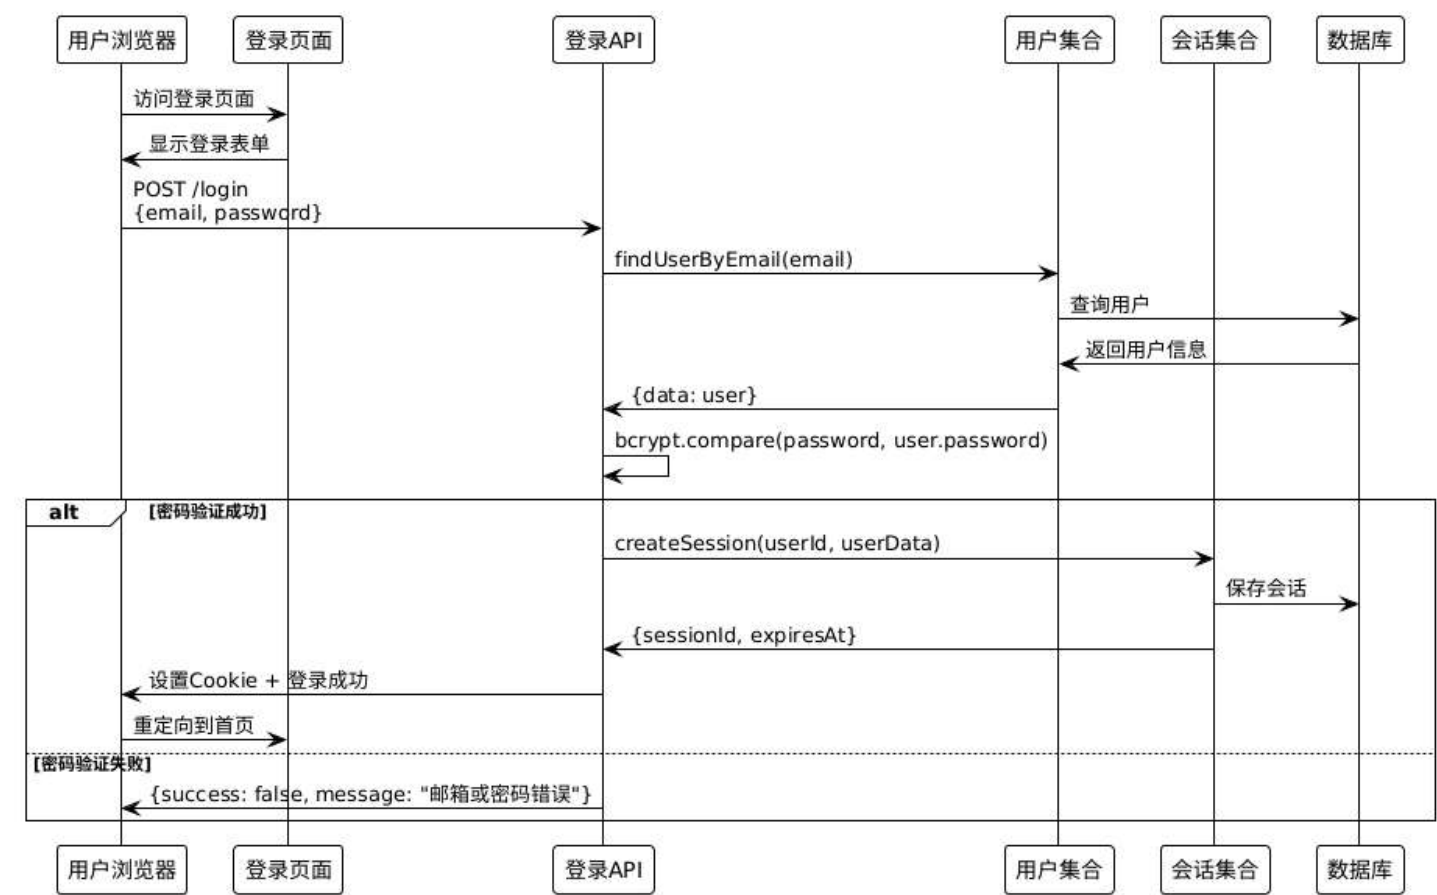 用户浏览器
登录页面
登录API
用户集合
会话集合
数据库
访问登录页面
显示登录表单
POST /login
{email, password}
findUserByEmail(email)
查询用户
返回用户信息
{data: user}
bcrypt.compare(password, user.password)
alt
[密码验证成功]
createSession(userId, userData)
保存会话
{sessionId, expiresAt}
设置Cookie + 登录成功
重定向到首页
[密码验证失败]
{success: false, message: "邮箱或密码错误"}
用户浏览器
登录页面
登录API
用户集合
会话集合
数据库